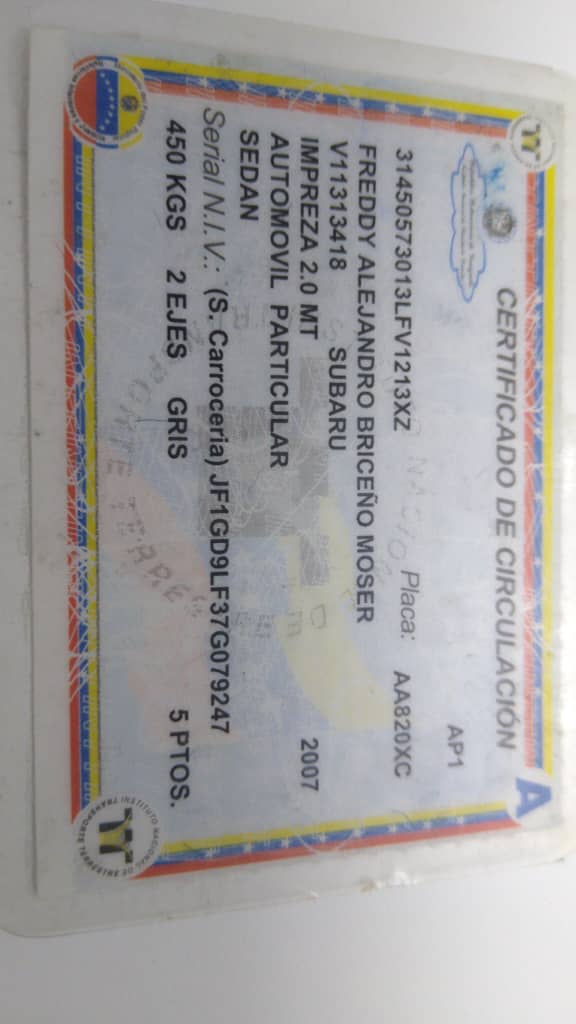 CERTIFICADO DE CIRCULACIÓN
A
AP1
31450573013LFV1213XZ Placa: AA820XC
FREDDY ALEJANDRO BRICEÑO MOSER
V11313418 SUBARU
IMPREZA 2.0 MT 2007
AUTOMOVIL PARTICULAR
SEDAN
Serial N.I.V.: (S. Carroceria) JF1GD9LF37G079247
450 KGS 2 EJES GRIS 5 PTOS.
INSTITUTO NACIONAL DE TRANSPORTE TERRESTRE